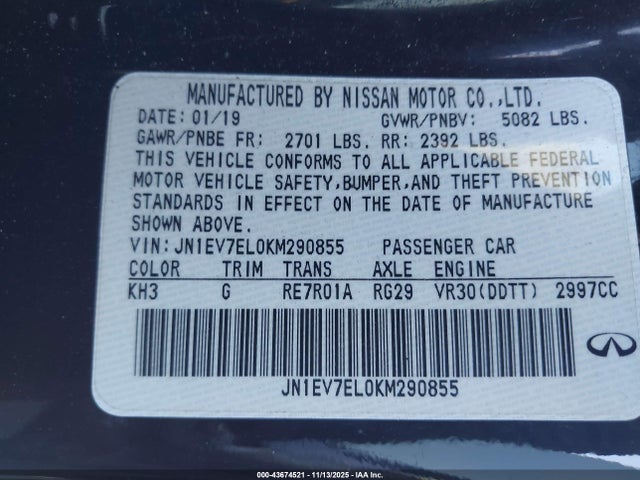 MANUFACTURED BY NISSAN MOTOR CO.,LTD.
DATE: 01/19 GVWR/PNBV: 5082 LBS.
GAWR/PNBE FR: 2701 LBS. RR: 2392 LBS.
THIS VEHICLE CONFORMS TO ALL APPLICABLE FEDERAL
MOTOR VEHICLE SAFETY,BUMPER,AND THEFT PREVENTION
STANDARDS IN EFFECT ON THE DATE OF MANUFACTURE
SHOWN ABOVE.
VIN:JN1EV7EL0KM290855 PASSENGER CAR
COLOR TRIM TRANS AXLE ENGINE
KH3 G RE7R01A RG29 VR30(DDTT) 2997CC
JN1EV7EL0KM290855
000-43674521 - 11/13/2025 - IAA Inc.